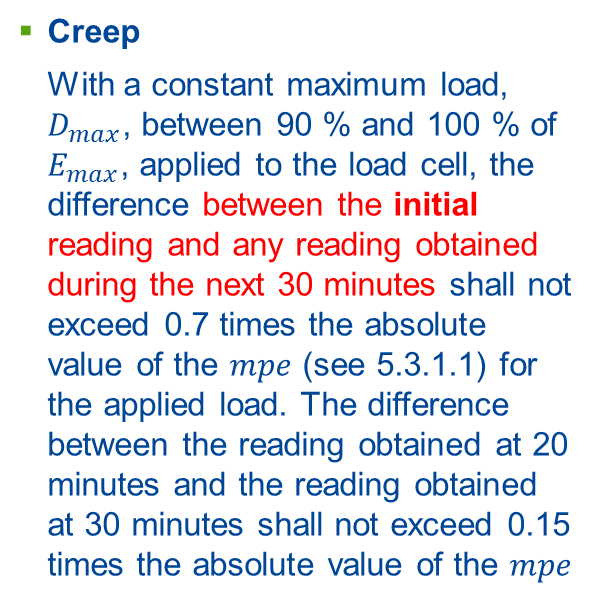 ▪ Creep
With a constant maximum load,
D_max, between 90 % and 100 % of
E_max, applied to the load cell, the
difference between the initial
reading and any reading obtained
during the next 30 minutes shall not
exceed 0.7 times the absolute
value of the mpe (see 5.3.1.1) for
the applied load. The difference
between the reading obtained at 20
minutes and the reading obtained
at 30 minutes shall not exceed 0.15
times the absolute value of the mpe